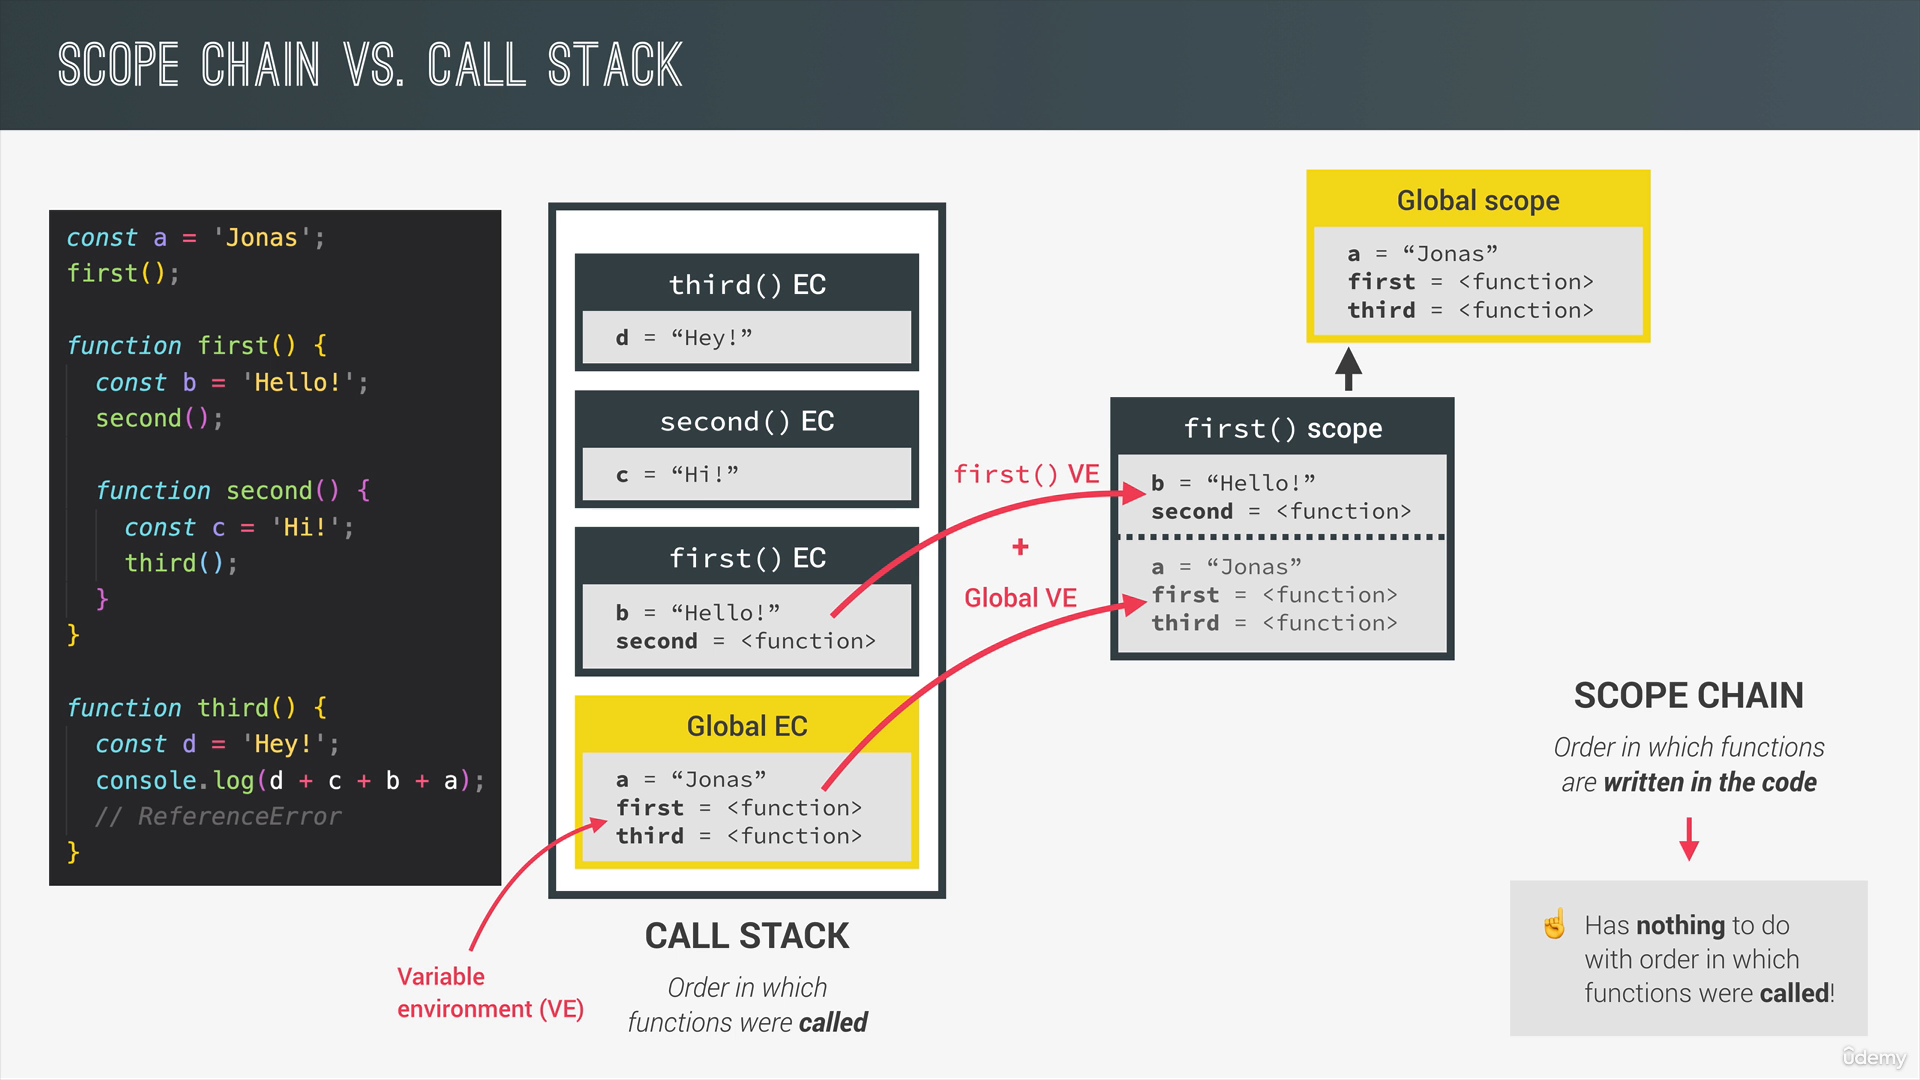 SCOPE CHAIN VS. CALL STACK
const a = 'Jonas';
first();
function first() {
const b = 'Hello!';
second();
function second() {
const c = 'Hi!';
third();
}
}
function third() {
const d = 'Hey!';
console.log(d + c + b + a);
// ReferenceError
}
third() EC
d = “Hey!”
second() EC
c = “Hi!”
first() EC
b = “Hello!”
second = <function>
Global EC
a = “Jonas”
first = <function>
third = <function>
Variable
environment (VE)
CALL STACK
Order in which
functions were called
first() VE
+
Global VE
Global scope
a = “Jonas”
first = <function>
third = <function>
first() scope
b = “Hello!”
second = <function>
a = “Jonas”
first = <function>
third = <function>
SCOPE CHAIN
Order in which functions
are written in the code
☝ Has nothing to do
with order in which
functions were called!
ûdemy